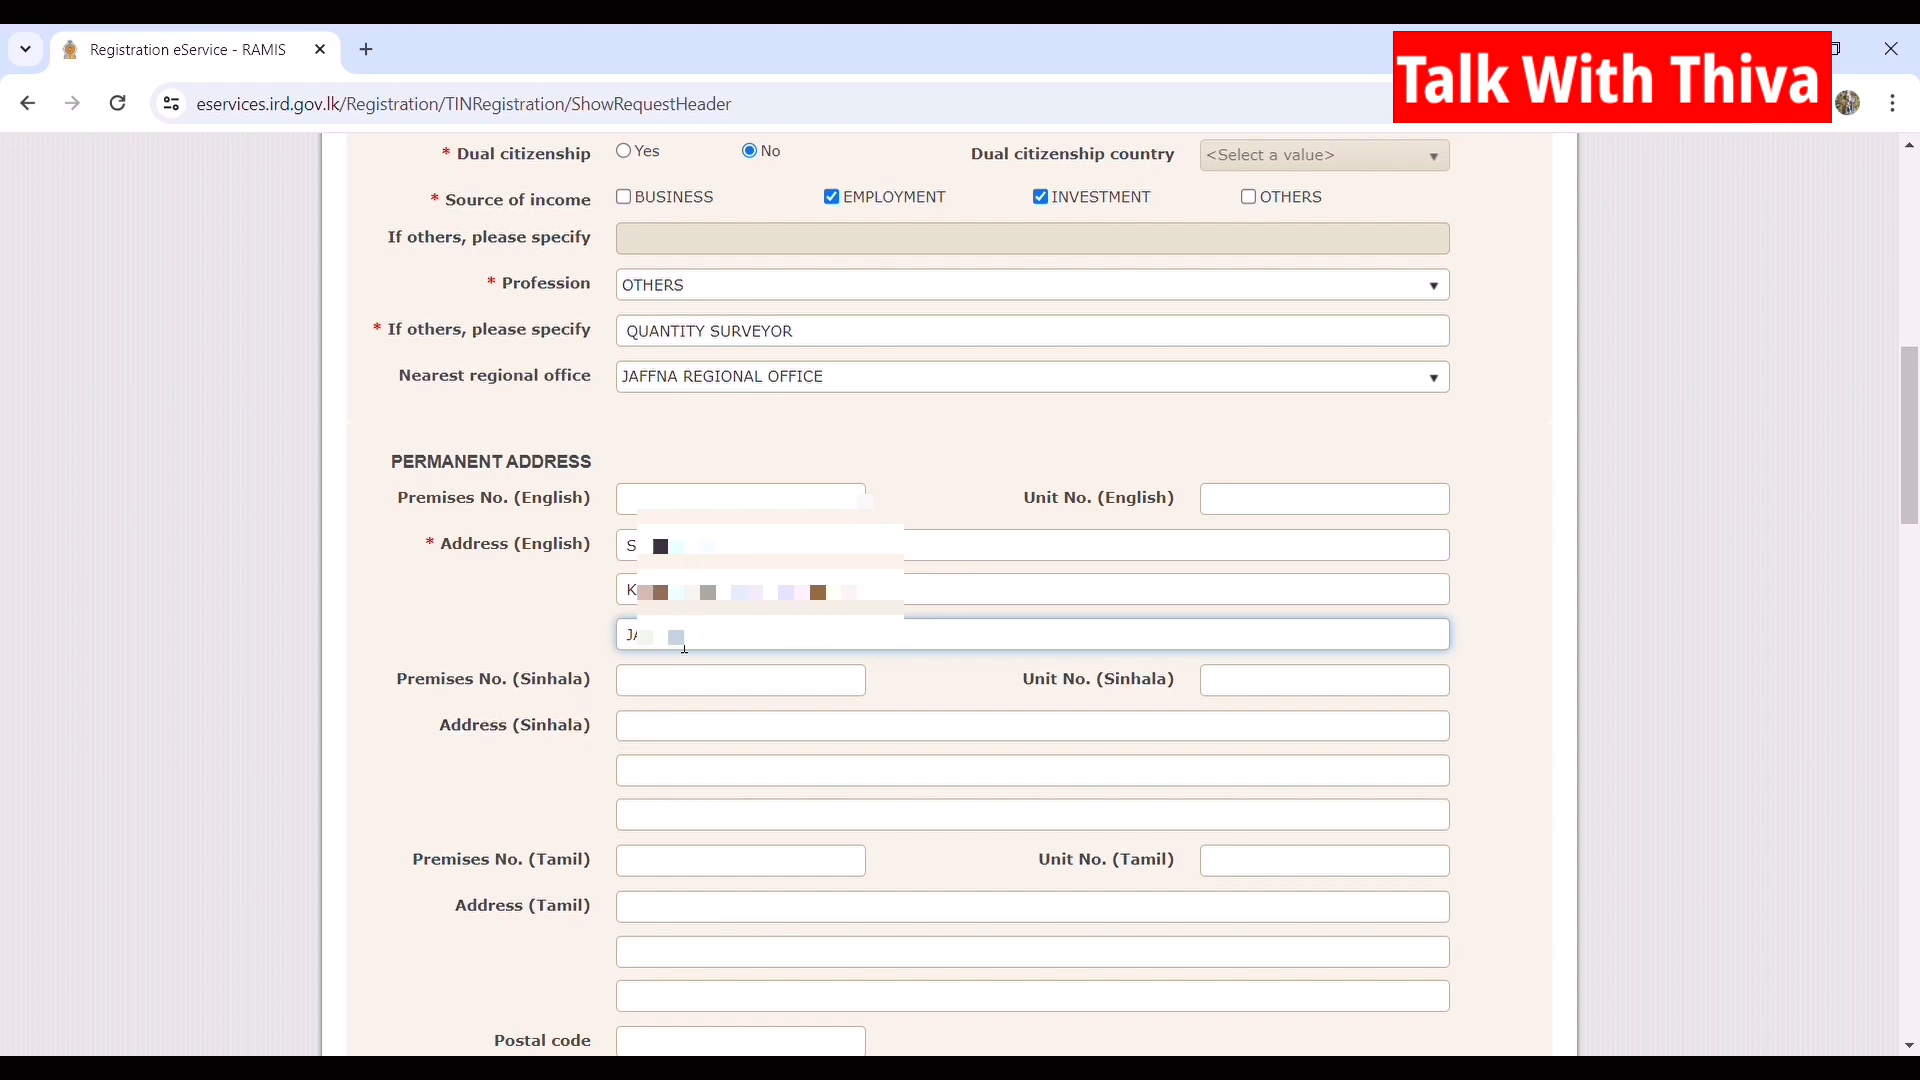 Registration eService - RAMIS
Talk With Thiva
eservices.ird.gov.lk/Registration/TINRegistration/ShowRequestHeader
* Dual citizenship Yes No Dual citizenship country <Select a value>
* Source of income BUSINESS EMPLOYMENT INVESTMENT OTHERS
If others, please specify
* Profession OTHERS
* If others, please specify QUANTITY SURVEYOR
Nearest regional office JAFFNA REGIONAL OFFICE
PERMANENT ADDRESS
Premises No. (English) Unit No. (English)
* Address (English) S
K
JA
Premises No. (Sinhala) Unit No. (Sinhala)
Address (Sinhala)
Premises No. (Tamil) Unit No. (Tamil)
Address (Tamil)
Postal code